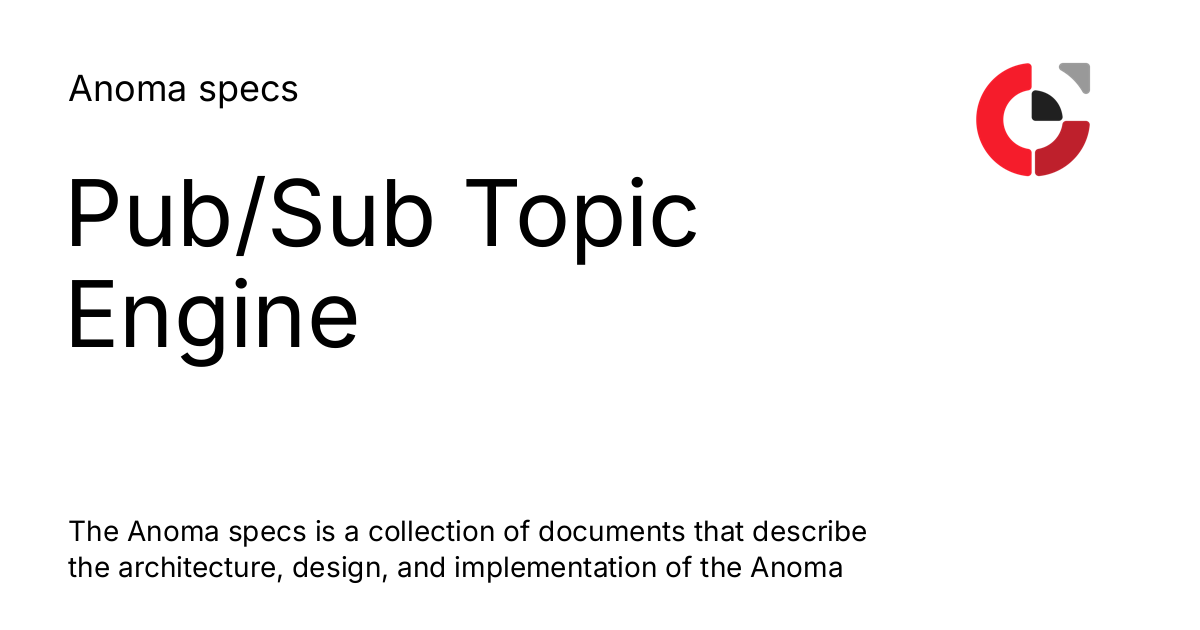 Anoma specs
Pub/Sub Topic
Engine
The Anoma specs is a collection of documents that describe
the architecture, design, and implementation of the Anoma